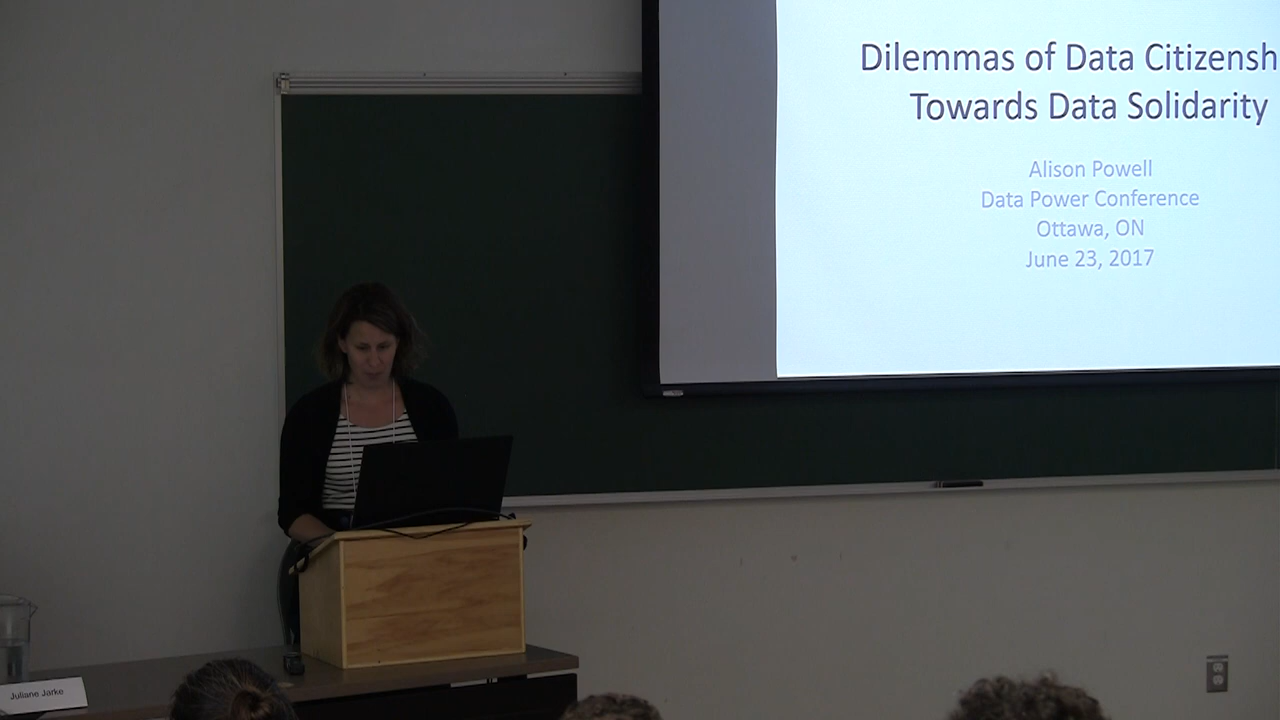 Dilemmas of Data Citizensh
Towards Data Solidarity
Alison Powell
Data Power Conference
Ottawa, ON
June 23, 2017
Juliane Jarke